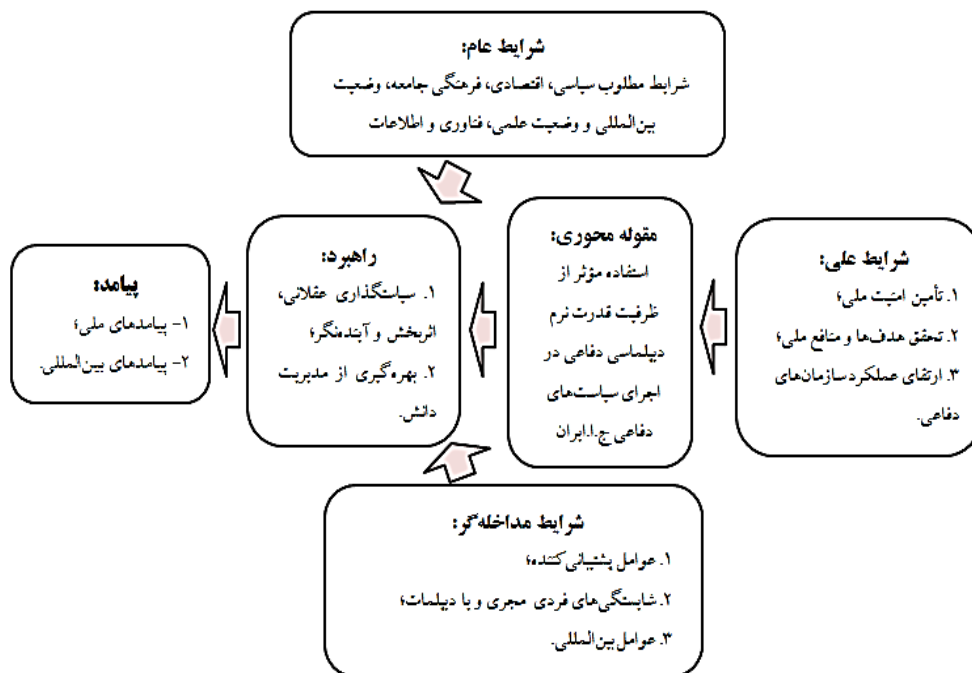 شرایط عام:
شرایط مطلوب سیاسی، اقتصادی، فرهنگی جامعه، وضعیت
بین‌المللی و وضعیت علمی، فناوری و اطلاعات
شرایط علی:
۱. تأمین امنیت ملی؛
۲. تحقق هدف‌ها و منافع ملی؛
۳. ارتقای عملکرد سازمان‌های
دفاعی.
مقوله محوری:
استفاده مؤثر از
ظرفیت قدرت نرم
دیپلماسی دفاعی در
اجرای سیاست‌های
دفاعی ج.ا.ایران
راهبرد:
۱. سیاستگذاری عقلانی،
اثربخش و آینده‌نگر؛
۲. بهره‌گیری از مدیریت
دانش.
پیامد:
۱- پیامدهای ملی؛
۲- پیامدهای بین‌المللی.
شرایط مداخله‌گر:
۱. عوامل پشتیبانی‌کننده؛
۲. شایستگی‌های فردی مجری و یا دیپلمات؛
۳. عوامل بین‌المللی.